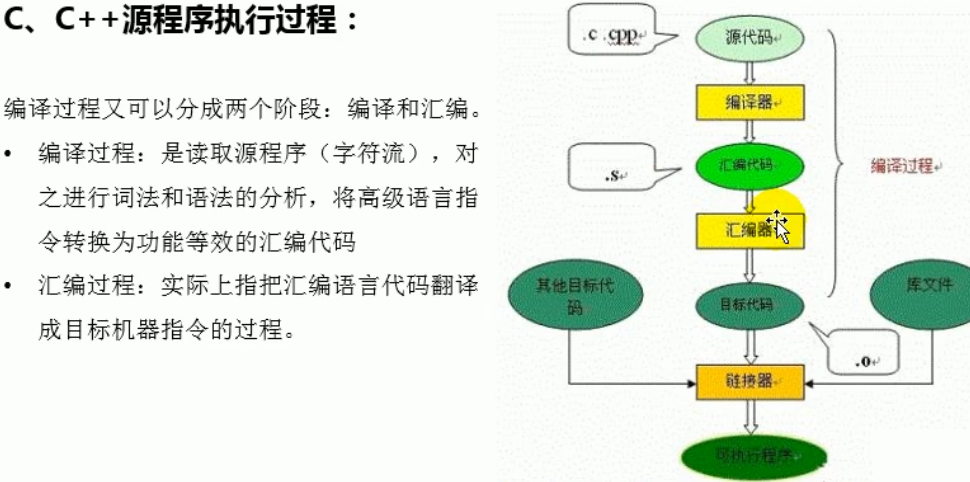 C、C++源程序执行过程：
编译过程又可以分成两个阶段：编译和汇编。
• 编译过程：是读取源程序（字符流），对
之进行词法和语法的分析，将高级语言指
令转换为功能等效的汇编代码
• 汇编过程：实际上指把汇编语言代码翻译
成目标机器指令的过程。
.c .cpp
源代码
编译器
.s
汇编代码
编译过程
汇编器
其他目标代
码
目标代码
库文件
.o
链接器
可执行程序